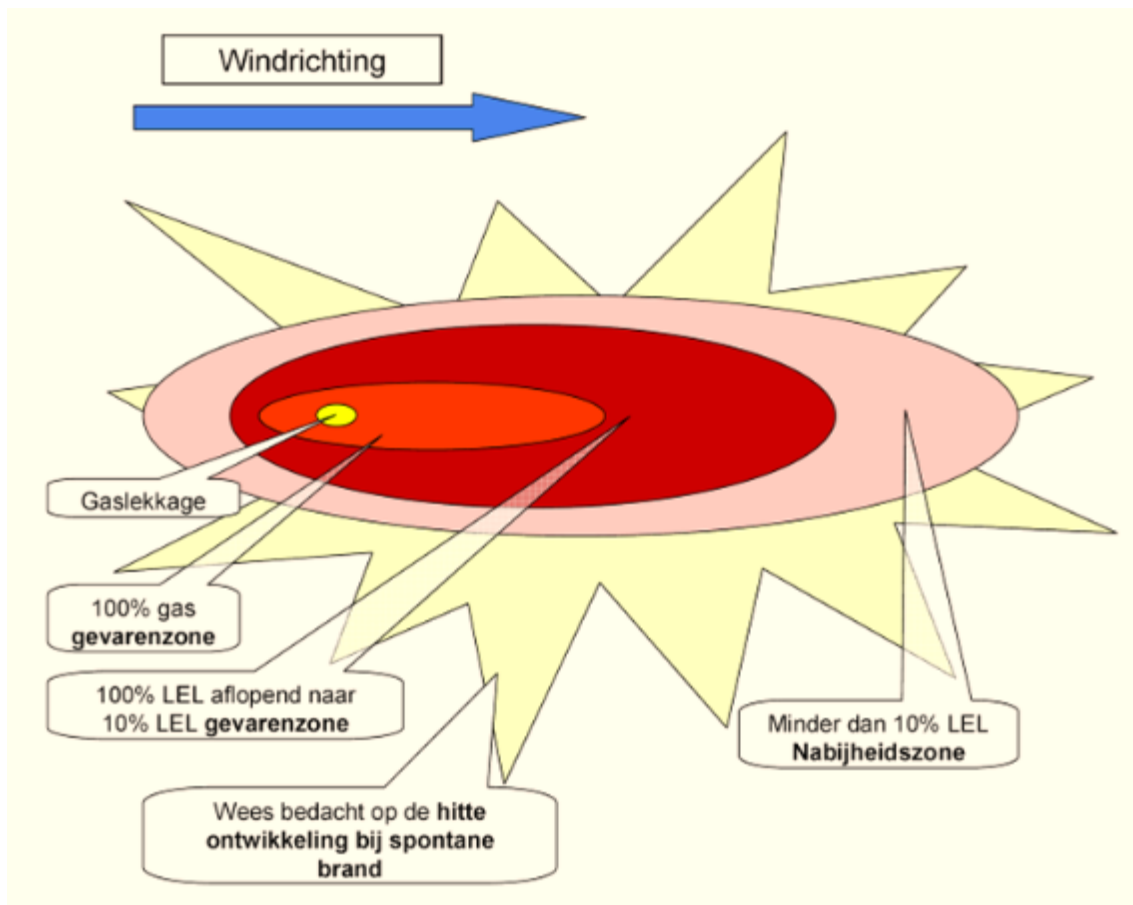 Windrichting
Gaslekkage
100% gas
gevarenzone
100% LEL aflopend naar
10% LEL gevarenzone
Minder dan 10% LEL
Nabijheidszone
Wees bedacht op de hitte
ontwikkeling bij spontane
brand